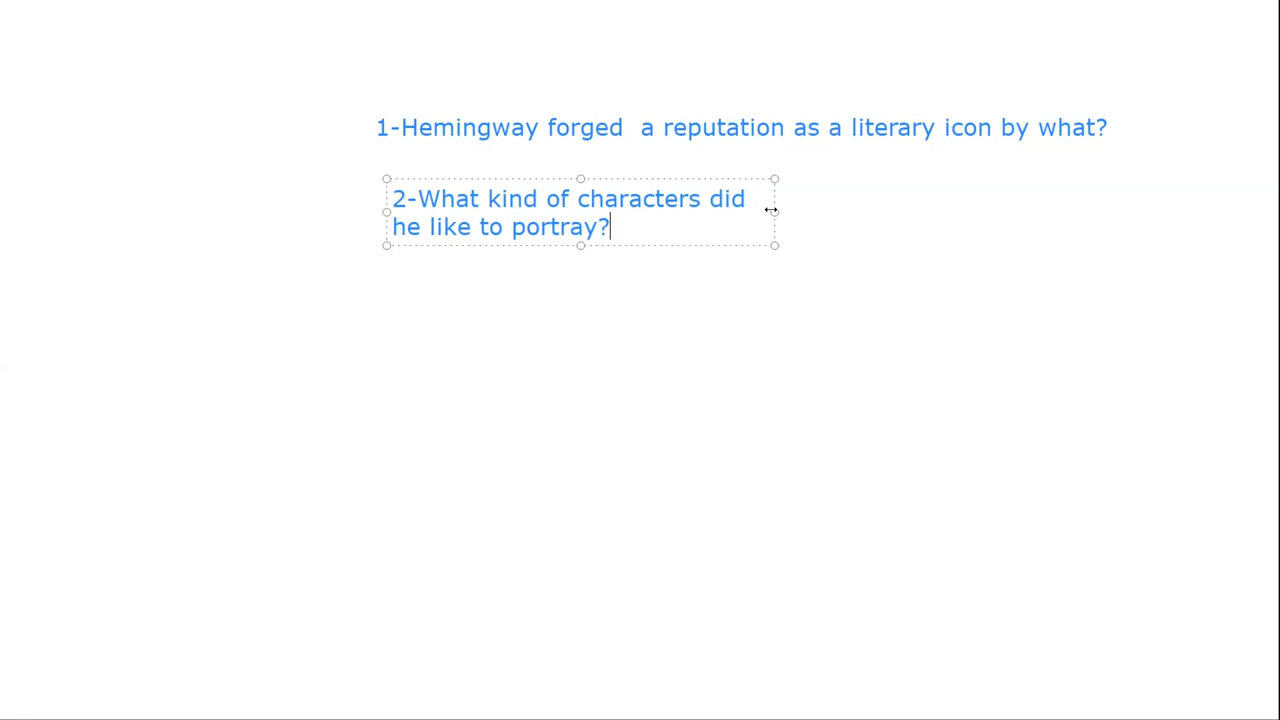 1-Hemingway forged  a reputation as a literary icon by what?
2-What kind of characters did
he like to portray?